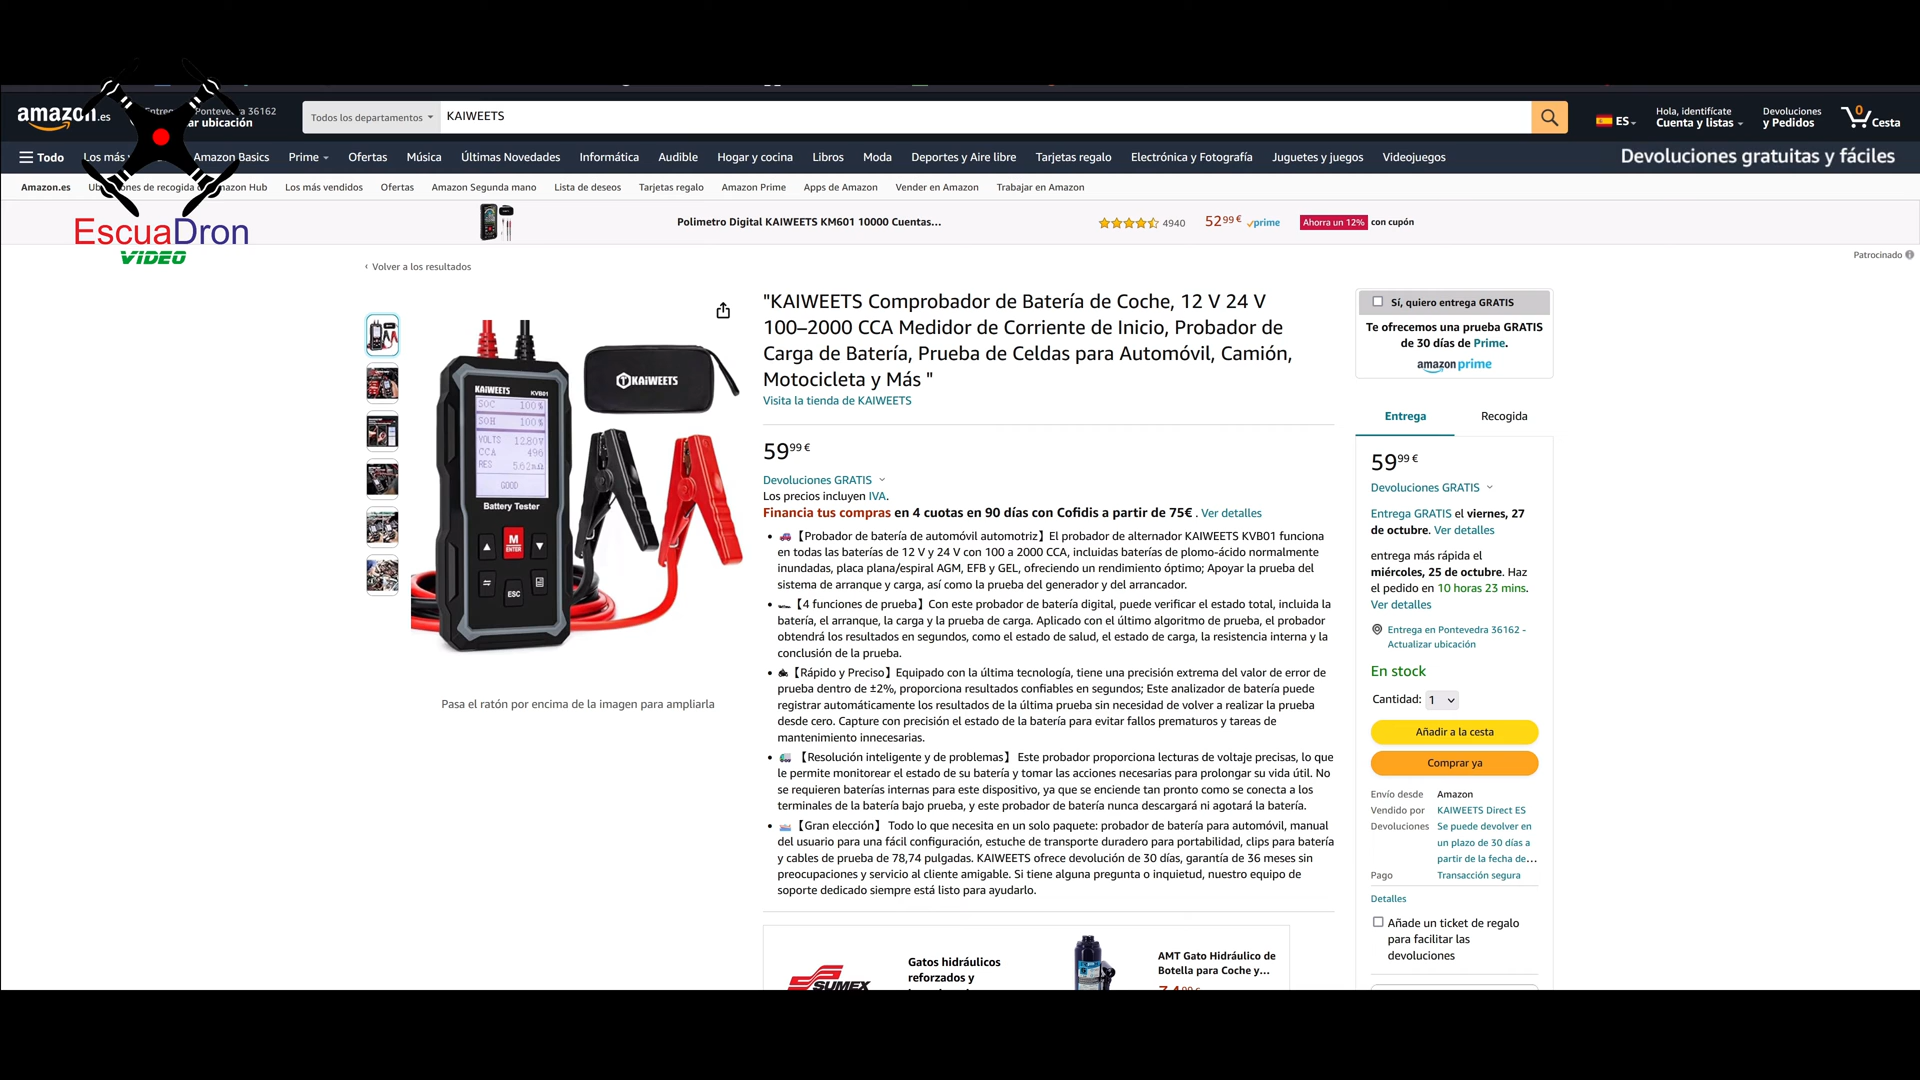 amazon.es
Pontevedra 36162
ubicación
Todos los departamentos
KAIWEETS
ES
Hola, identifícate
Cuenta y listas
Devoluciones
y Pedidos
0
Cesta
Todo
Los más
Amazon Basics
Prime
Ofertas
Música
Últimas Novedades
Informática
Audible
Hogar y cocina
Libros
Moda
Deportes y Aire libre
Tarjetas regalo
Electrónica y Fotografía
Juguetes y juegos
Videojuegos
Devoluciones gratuitas y fáciles
Amazon.es
de recogida
Hub
Los más vendidos
Ofertas
Amazon Segunda mano
Lista de deseos
Tarjetas regalo
Amazon Prime
Apps de Amazon
Vender en Amazon
Trabajar en Amazon
EscuaDron
VIDEO
Polimetro Digital KAIWEETS KM601 10000 Cuentas...
4940
52,99 €
prime
Ahorra un 12% con cupón
Patrocinado
‹ Volver a los resultados
KAIWEETS
KVB01
SOC 100%
SOH 100%
VOLTS 12.80V
CCA 496
RES 5.62mΩ
GOOD
Battery Tester
M
ENTER
ESC
KAIWEETS
Pasa el ratón por encima de la imagen para ampliarla
"KAIWEETS Comprobador de Batería de Coche, 12 V 24 V
100–2000 CCA Medidor de Corriente de Inicio, Probador de
Carga de Batería, Prueba de Celdas para Automóvil, Camión,
Motocicleta y Más "
Visita la tienda de KAIWEETS
59,99 €
Devoluciones GRATIS
Los precios incluyen IVA.
Financia tus compras en 4 cuotas en 90 días con Cofidis a partir de 75€ . Ver detalles
• 【Probador de batería de automóvil automotriz】El probador de alternador KAIWEETS KVB01 funciona
en todas las baterías de 12 V y 24 V con 100 a 2000 CCA, incluidas baterías de plomo-ácido normalmente
inundadas, placa plana/espiral AGM, EFB y GEL, ofreciendo un rendimiento óptimo; Apoyar la prueba del
sistema de arranque y carga, así como la prueba del generador y del arrancador.
• 【4 funciones de prueba】Con este probador de batería digital, puede verificar el estado total, incluida la
batería, el arranque, la carga y la prueba de carga. Aplicado con el último algoritmo de prueba, el probador
obtendrá los resultados en segundos, como el estado de salud, el estado de carga, la resistencia interna y la
conclusión de la prueba.
• 【Rápido y Preciso】Equipado con la última tecnología, tiene una precisión extrema del valor de error de
prueba dentro de ±2%, proporciona resultados confiables en segundos; Este analizador de batería puede
registrar automáticamente los resultados de la última prueba sin necesidad de volver a realizar la prueba
desde cero. Capture con precisión el estado de la batería para evitar fallos prematuros y tareas de
mantenimiento innecesarias.
• 【Resolución inteligente y de problemas】 Este probador proporciona lecturas de voltaje precisas, lo que
le permite monitorear el estado de su batería y tomar las acciones necesarias para prolongar su vida útil. No
se requieren baterías internas para este dispositivo, ya que se enciende tan pronto como se conecta a los
terminales de la batería bajo prueba, y este probador de batería nunca descargará ni agotará la batería.
• 【Gran elección】 Todo lo que necesita en un solo paquete: probador de batería para automóvil, manual
del usuario para una fácil configuración, estuche de transporte duradero para portabilidad, clips para batería
y cables de prueba de 78,74 pulgadas. KAIWEETS ofrece devolución de 30 días, garantía de 36 meses sin
preocupaciones y servicio al cliente amigable. Si tiene alguna pregunta o inquietud, nuestro equipo de
soporte dedicado siempre está listo para ayudarlo.
SUMEX
Gatos hidráulicos
reforzados y
AMT Gato Hidráulico de
Botella para Coche y...
Sí, quiero entrega GRATIS
Te ofrecemos una prueba GRATIS
de 30 días de Prime.
amazon prime
Entrega
Recogida
59,99 €
Devoluciones GRATIS
Entrega GRATIS el viernes, 27
de octubre. Ver detalles
entrega más rápida el
miércoles, 25 de octubre. Haz
el pedido en 10 horas 23 mins.
Ver detalles
Entrega en Pontevedra 36162 -
Actualizar ubicación
En stock
Cantidad: 1
Añadir a la cesta
Comprar ya
Envío desde Amazon
Vendido por KAIWEETS Direct ES
Devoluciones Se puede devolver en
un plazo de 30 días a
partir de la fecha de...
Pago Transacción segura
Detalles
Añade un ticket de regalo
para facilitar las
devoluciones